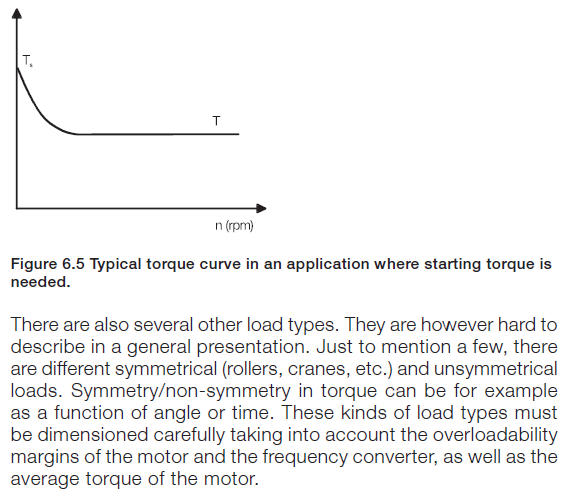 Ts
T
n (rpm)
Figure 6.5 Typical torque curve in an application where starting torque is
needed.
There are also several other load types. They are however hard to
describe in a general presentation. Just to mention a few, there
are different symmetrical (rollers, cranes, etc.) and unsymmetrical
loads. Symmetry/non-symmetry in torque can be for example
as a function of angle or time. These kinds of load types must
be dimensioned carefully taking into account the overloadability
margins of the motor and the frequency converter, as well as the
average torque of the motor.